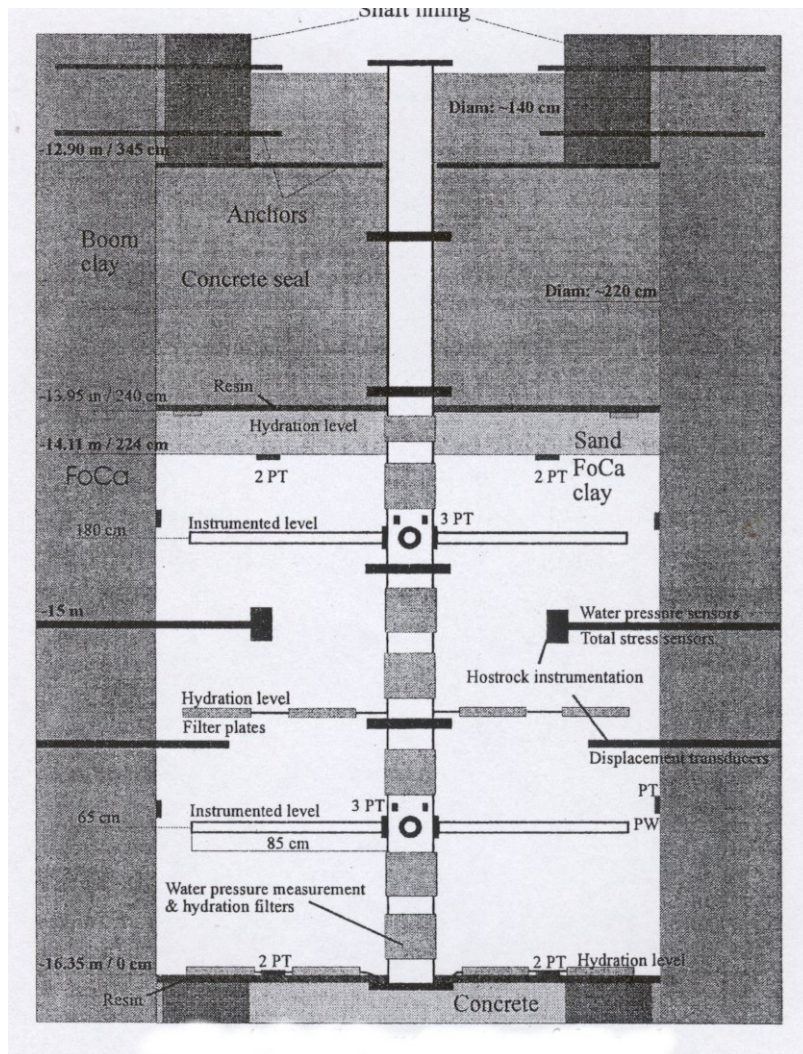 Shaft lining
Diam: ~140 cm
-12.90 m / 345 cm
Anchors
Boom
clay
Concrete seal
Diam: ~220 cm
-13.95 m / 240 cm
Resin
Hydration level
-14.11 m / 224 cm
Sand
FoCa
2 PT
2 PT
FoCa
clay
3 PT
Instrumented level
180 cm
-15 m
Water pressure sensors
Total stress sensors
Hostrock instrumentation
Hydration level
Filter plates
Displacement transducers
PT
3 PT
Instrumented level
65 cm
PW
85 cm
Water pressure measurement
& hydration filters
-16.35 m / 0 cm
2 PT
2 PT
Hydration level
Resin
Concrete